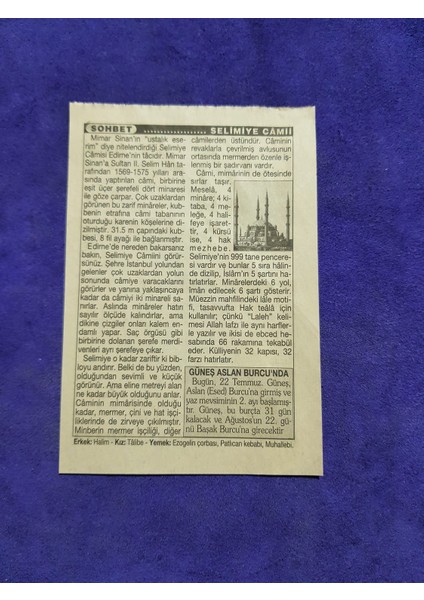 SOHBET ................... SELİMİYE CÂMİİ
Mimar Sinan'ın "ustalık ese-
rim" diye nitelendirdiği Selimiye
Câmisi Edirne'nin tâcıdır. Mimar
Sinan'a Sultan II. Selim Hân ta-
rafından 1569-1575 yılları ara-
sında yaptırılan câmi, birbirine
eşit üçer şerefeli dört minaresi
ile göze çarpar. Çok uzaklardan
görünen bu zarif minâreler, kub-
benin etrafına câmi tabanının
oturduğu karenin köşelerine di-
zilmiştir. 31.5 m çapındaki kub-
besi, 8 fil ayağı ile bağlanmıştır.
Edirne'de nereden bakarsanız
bakın, Selimiye Câmiini görür-
sünüz. Şehre İstanbul yolundan
gelenler çok uzaklardan yolun
sonunda câmiye varacaklarını
görürler ve yanına yaklaşıncaya
kadar da câmiyi iki minareli sa-
nırlar. Aslında minâreler hatırı
sayılır ölçüde kalındırlar, ama
dikine çizgiler onları kalem en-
damlı yapar. Saç örgüsü gibi
birbirine dolanan şerefe merdi-
venleri ayrı şerefeye çıkar.
Selimiye o kadar zariftir ki bib-
loyu andırır. Belki de bu yüzden,
olduğundan sevimli ve küçük
görünür. Ama eline metreyi alan
ne kadar büyük olduğunu anlar.
Câminin mimârisinde olduğu
kadar, mermer, çini ve hat işçi-
liklerinde de zirveye çıkılmıştır.
Minberin mermer işçiliği, diğer
câmilerden üstündür. Câminin
revaklarla çevrilmiş avlusunun
ortasında mermerden özenle iş-
lenmiş bir şadırvanı vardır.
Câmi, mimârinin de ötesinde
sırlar taşır.
Meselâ, 4
minâre; 4 ki-
taba, 4 me-
leğe, 4 hali-
feye işaret-
tir, 4 kürsü
ise, 4 hak
mezhebe.
Selimiye'nin 999 tane pencere-
si vardır ve bunlar 5 sıra hâlin-
de dizilip, İslâm'ın 5 şartını ha-
tırlatırlar. Minârelerdeki 6 yol,
îmân edilecek 6 şartı gösterir.
Müezzin mahfilindeki lâle moti-
fi, tasavvufta Hak teâlâ için
kullanılır; çünkü "Laleh" keli-
mesi Allah lafzı ile aynı harfler-
le yazılır ve ikisi de ebced he-
sabında 66 rakamına tekabül
eder. Külliyenin 32 kapısı, 32
farzı hatırlatır.
GÜNEŞ ASLAN BURCU'NDA
Bugün, 22 Temmuz. Güneş,
Aslan (Esed) Burcu'na girmiş ve
yaz mevsiminin 2. ayı başlamış-
tır. Güneş, bu burçta 31 gün
kalacak ve Ağustos'un 22. gü-
nü Başak Burcu'na girecektir
Erkek: Halim - Kız: Tâlibe - Yemek: Ezogelin çorbası, Patlıcan kebabı, Muhallebi.